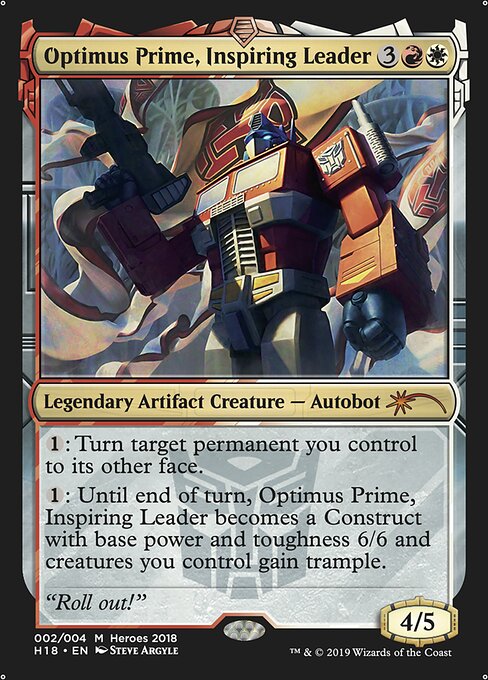 Optimus Prime, Inspiring Leader 3
Legendary Artifact Creature — Autobot
1: Turn target permanent you control
to its other face.
1: Until end of turn, Optimus Prime,
Inspiring Leader becomes a Construct
with base power and toughness 6/6 and
creatures you control gain trample.
“Roll out!”
4/5
002/004 M Heroes 2018
H18 • EN Steve Argyle
™ & © 2019 Wizards of the Coast